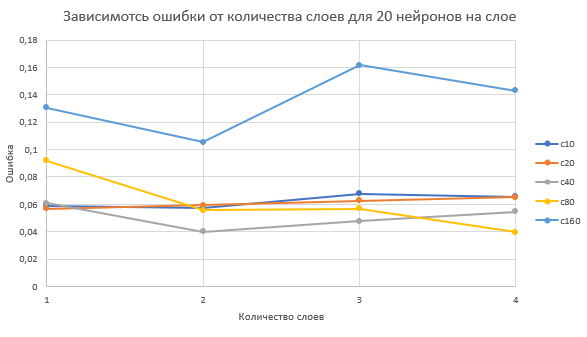 Зависимотсь ошибки от количества слоев для 20 нейронов на слое
0,18
0,16
0,14
0,12
0,1
0,08
0,06
0,04
0,02
0
Ошибка
1 2 3 4
Количество слоев
c10
c20
c40
c80
c160